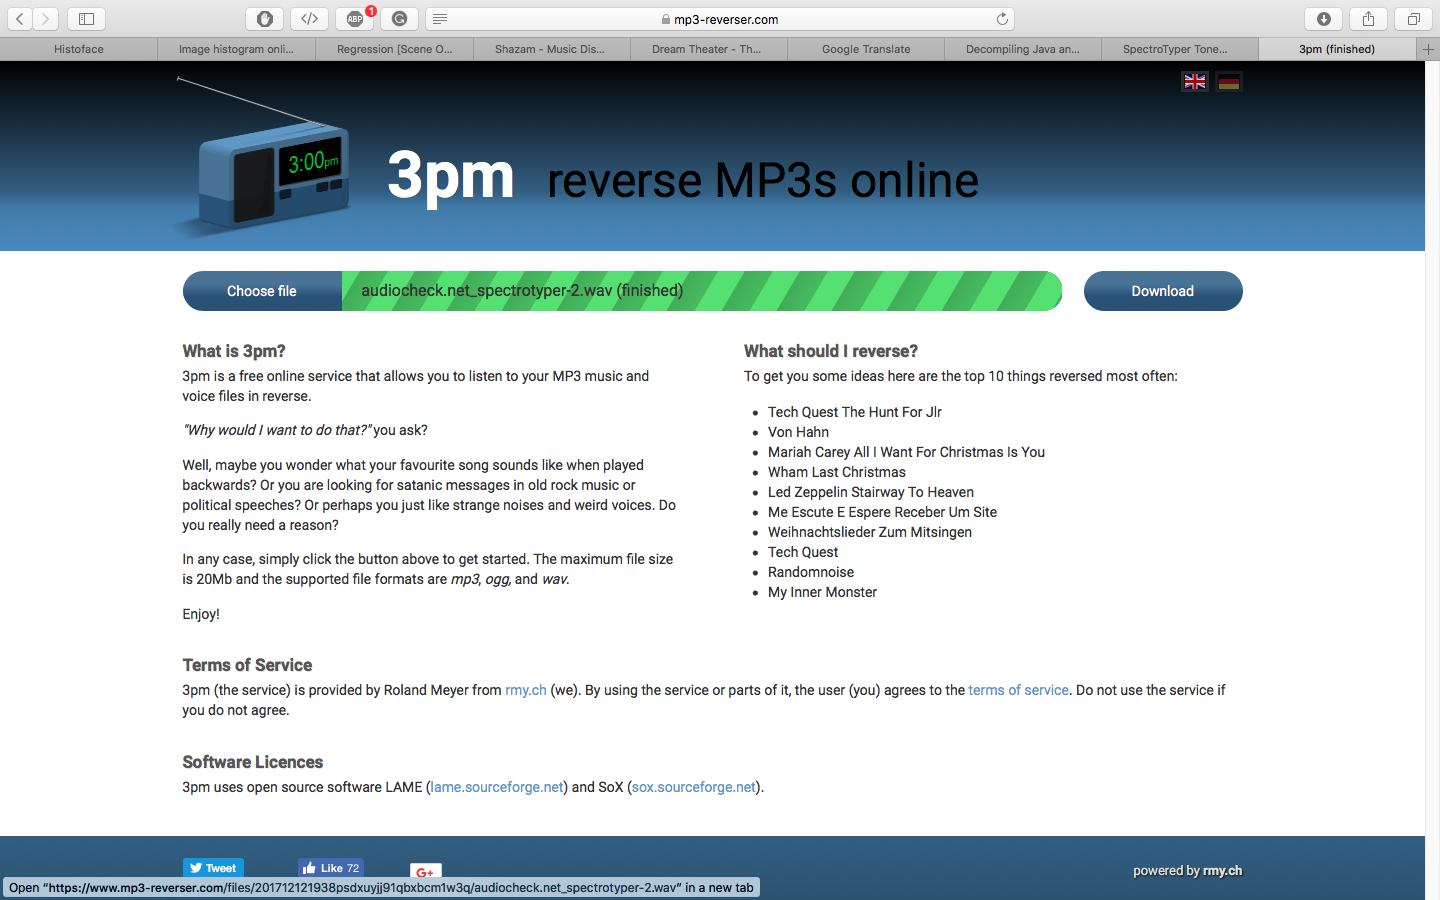 mp3-reverser.com
ABP
1
Histoface
Image histogram onli...
Regression [Scene O...
Shazam - Music Dis...
Dream Theater - Th...
Google Translate
Decompiling Java an...
SpectroTyper Tone...
3pm (finished)
3:00pm
3pm reverse MP3s online
Choose file
audiocheck.net_spectrotyper-2.wav (finished)
Download
What is 3pm?
3pm is a free online service that allows you to listen to your MP3 music and
voice files in reverse.
"Why would I want to do that?" you ask?
Well, maybe you wonder what your favourite song sounds like when played
backwards? Or you are looking for satanic messages in old rock music or
political speeches? Or perhaps you just like strange noises and weird voices. Do
you really need a reason?
In any case, simply click the button above to get started. The maximum file size
is 20Mb and the supported file formats are mp3, ogg, and wav.
Enjoy!
What should I reverse?
To get you some ideas here are the top 10 things reversed most often:
Tech Quest The Hunt For Jlr
Von Hahn
Mariah Carey All I Want For Christmas Is You
Wham Last Christmas
Led Zeppelin Stairway To Heaven
Me Escute E Espere Receber Um Site
Weihnachtslieder Zum Mitsingen
Tech Quest
Randomnoise
My Inner Monster
Terms of Service
3pm (the service) is provided by Roland Meyer from rmy.ch (we). By using the service or parts of it, the user (you) agrees to the terms of service. Do not use the service if
you do not agree.
Software Licences
3pm uses open source software LAME (lame.sourceforge.net) and SoX (sox.sourceforge.net).
Tweet
Like 72
G+
powered by rmy.ch
Open “https://www.mp3-reverser.com/files/201712121938psdxuyjj91qbxbcm1w3q/audiocheck.net_spectrotyper-2.wav” in a new tab